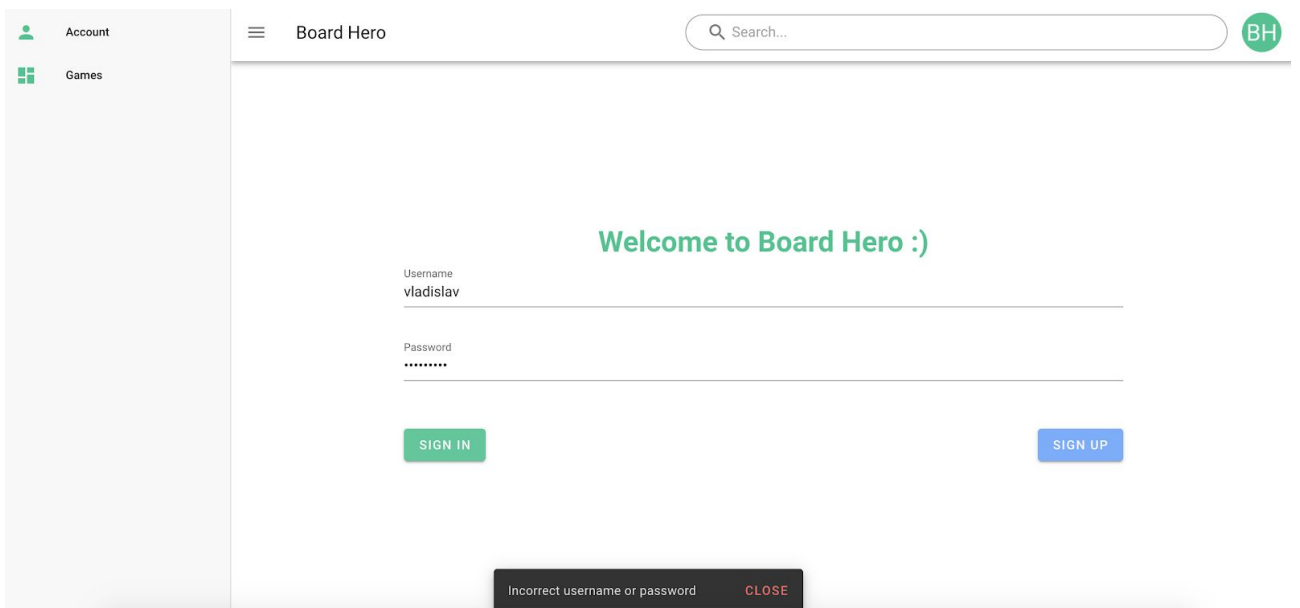 Account
Games
Board Hero
Search...
BH
Welcome to Board Hero :)
Username
vladislav
Password
•••••••••
SIGN IN
SIGN UP
Incorrect username or password
CLOSE